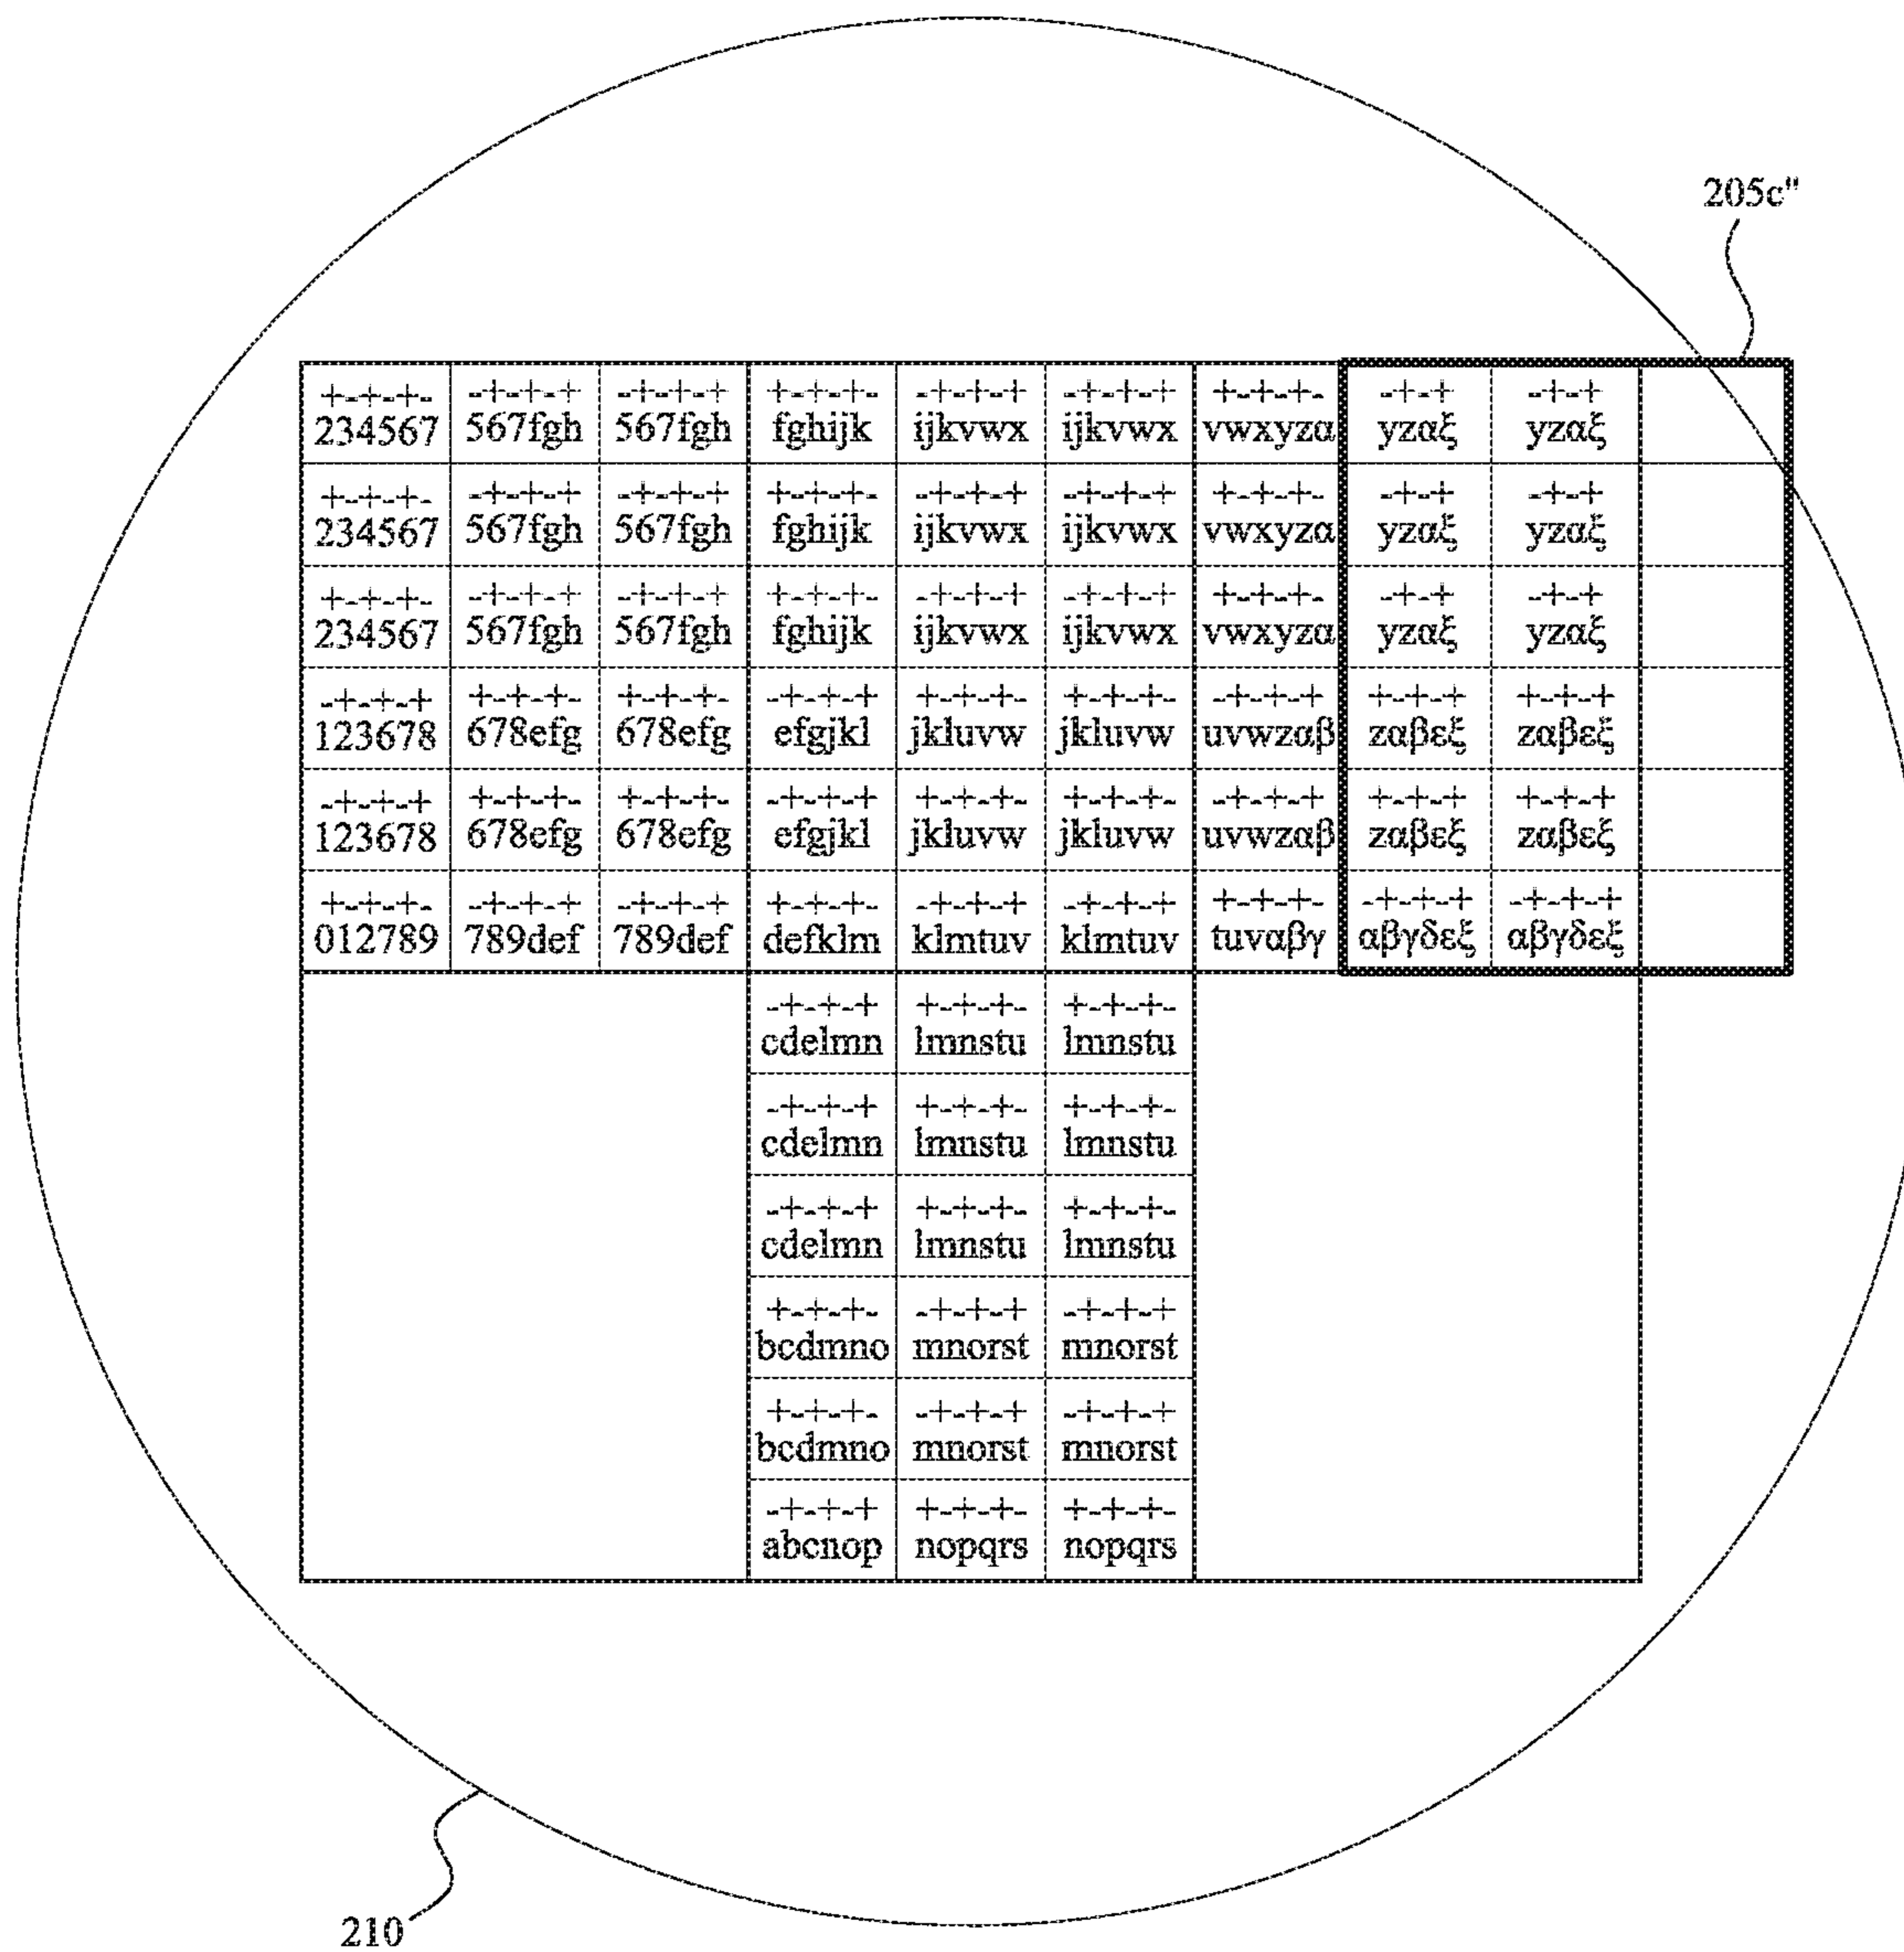 205c"
+-+-+- -+-+-+ -+-+-+ +-+-+- -+-+-+ -+-+-+ +-+-+- -+-+ -+-+
234567 567fgh 567fgh fghijk ijkvwx ijkvwx vwxyzα yzαξ yzαξ
+-+-+- -+-+-+ -+-+-+ +-+-+- -+-+-+ -+-+-+ +-+-+- -+-+ -+-+
234567 567fgh 567fgh fghijk ijkvwx ijkvwx vwxyzα yzαξ yzαξ
+-+-+- -+-+-+ -+-+-+ +-+-+- -+-+-+ -+-+-+ +-+-+- -+-+ -+-+
234567 567fgh 567fgh fghijk ijkvwx ijkvwx vwxyzα yzαξ yzαξ
-+-+-+ +-+-+- +-+-+- -+-+-+ +-+-+- +-+-+- -+-+-+ +-+-+ +-+-+
123678 678efg 678efg efgjkl jkluvw jkluvw uvwzαβ zαβεξ zαβεξ
-+-+-+ +-+-+- +-+-+- -+-+-+ +-+-+- +-+-+- -+-+-+ +-+-+ +-+-+
123678 678efg 678efg efgjkl jkluvw jkluvw uvwzαβ zαβεξ zαβεξ
+-+-+- -+-+-+ -+-+-+ +-+-+- -+-+-+ -+-+-+ +-+-+- -+-+-+ -+-+-+
012789 789def 789def defklm klmtuv klmtuv tuvαβγ αβγδεξ αβγδεξ
-+-+-+ +-+-+- +-+-+-
cdelmn lmnstu lmnstu
-+-+-+ +-+-+- +-+-+-
cdelmn lmnstu lmnstu
-+-+-+ +-+-+- +-+-+-
cdelmn lmnstu lmnstu
+-+-+- -+-+-+ -+-+-+
bcdmno mnorst mnorst
+-+-+- -+-+-+ -+-+-+
bcdmno mnorst mnorst
-+-+-+ +-+-+- +-+-+-
abcnop nopqrs nopqrs
210